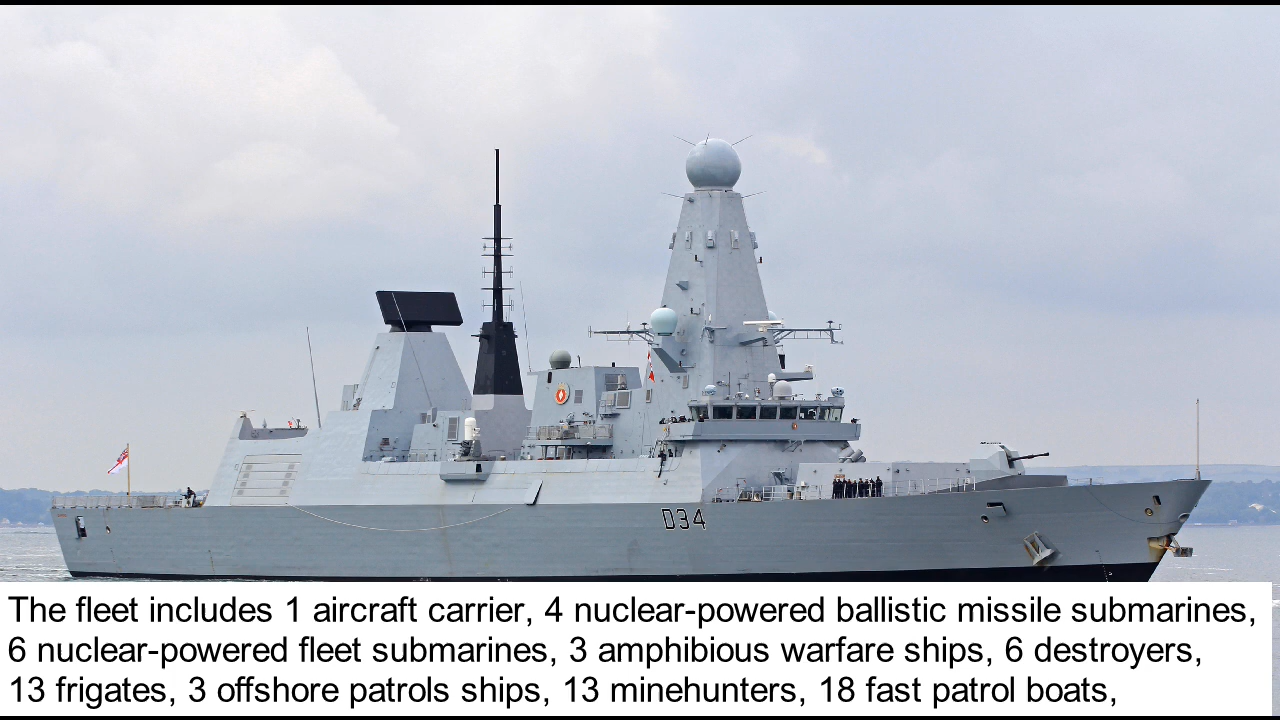 D34
The fleet includes 1 aircraft carrier, 4 nuclear-powered ballistic missile submarines,
6 nuclear-powered fleet submarines, 3 amphibious warfare ships, 6 destroyers,
13 frigates, 3 offshore patrols ships, 13 minehunters, 18 fast patrol boats,